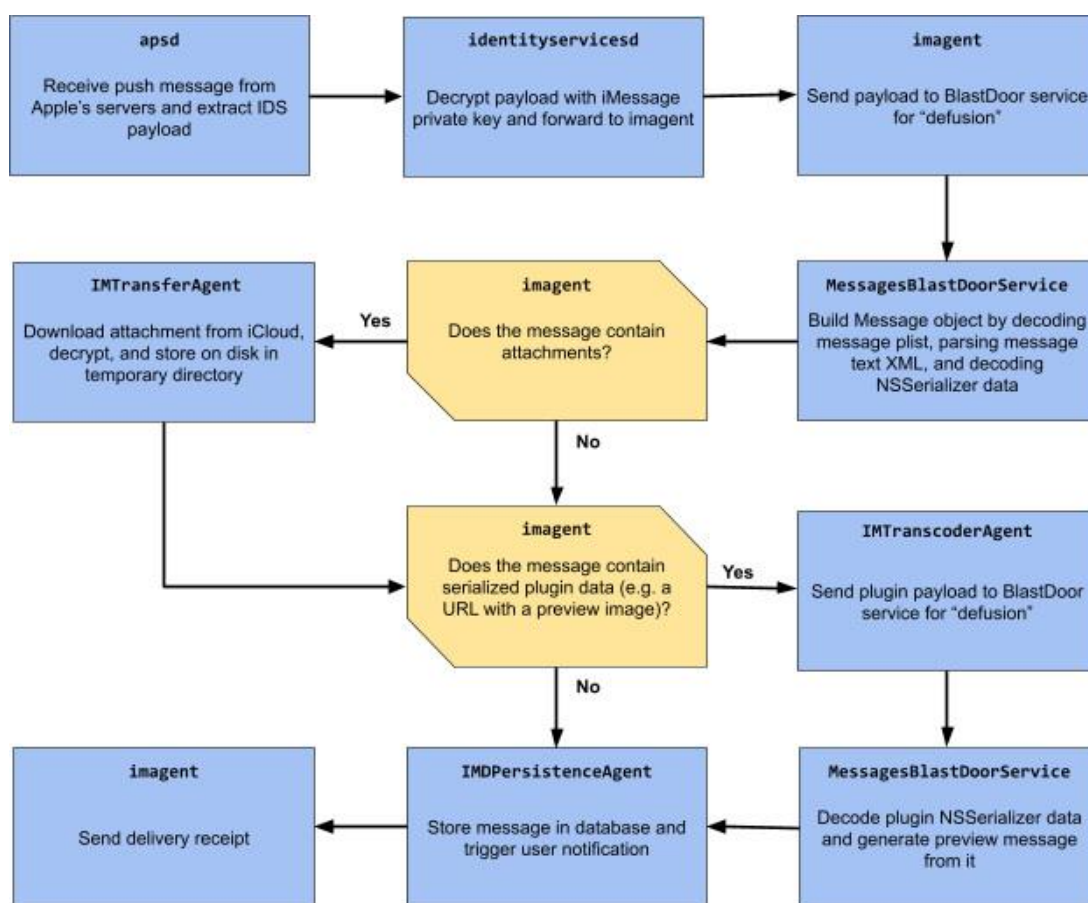 apsd
Receive push message from
Apple's servers and extract IDS
payload
identityservicesd
Decrypt payload with iMessage
private key and forward to imagent
imagent
Send payload to BlastDoor service
for “defusion”
IMTransferAgent
Download attachment from iCloud,
decrypt, and store on disk in
temporary directory
Yes
imagent
Does the message contain
attachments?
MessagesBlastDoorService
Build Message object by decoding
message plist, parsing message
text XML, and decoding
NSSerializer data
No
imagent
Does the message contain
serialized plugin data (e.g. a
URL with a preview image)?
Yes
IMTranscoderAgent
Send plugin payload to BlastDoor
service for “defusion”
No
imagent
Send delivery receipt
IMDPersistenceAgent
Store message in database and
trigger user notification
MessagesBlastDoorService
Decode plugin NSSerializer data
and generate preview message
from it